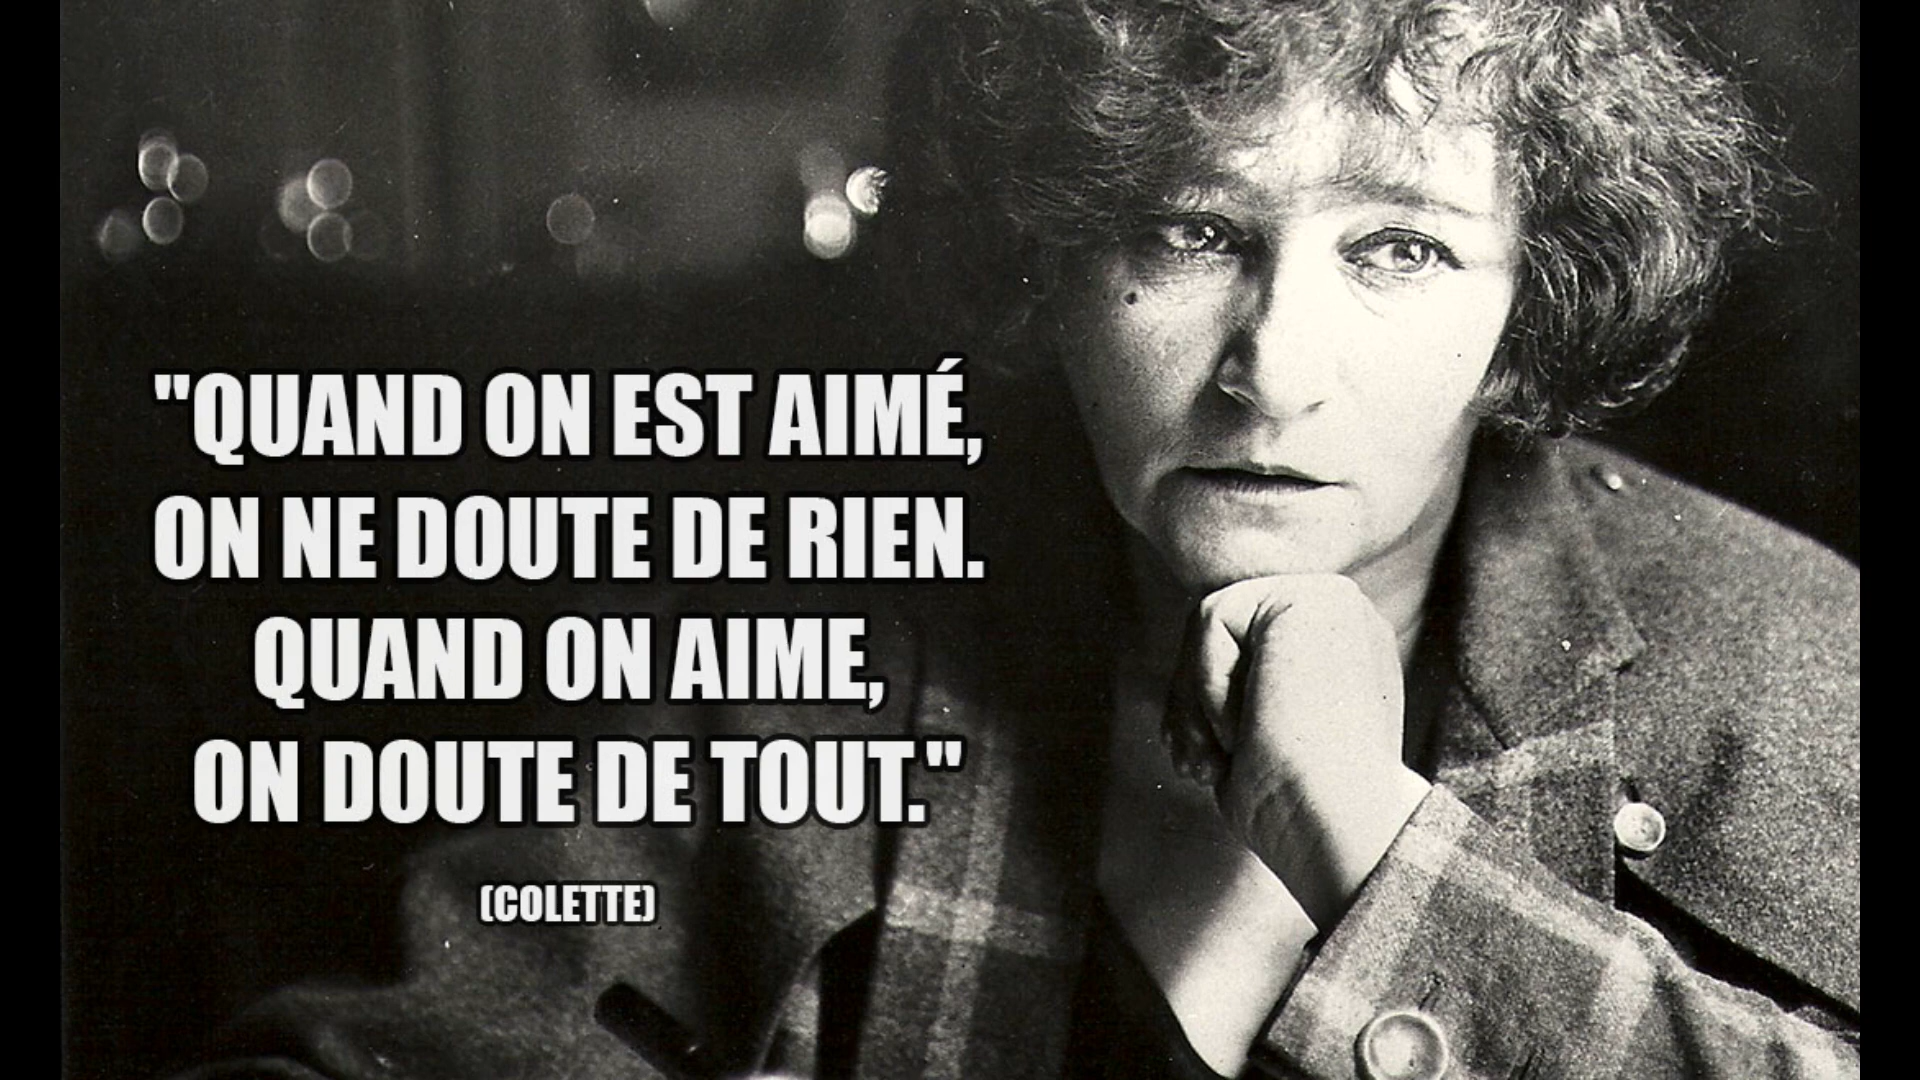 "QUAND ON EST AIMÉ,
ON NE DOUTE DE RIEN.
QUAND ON AIME,
ON DOUTE DE TOUT."
(COLETTE)